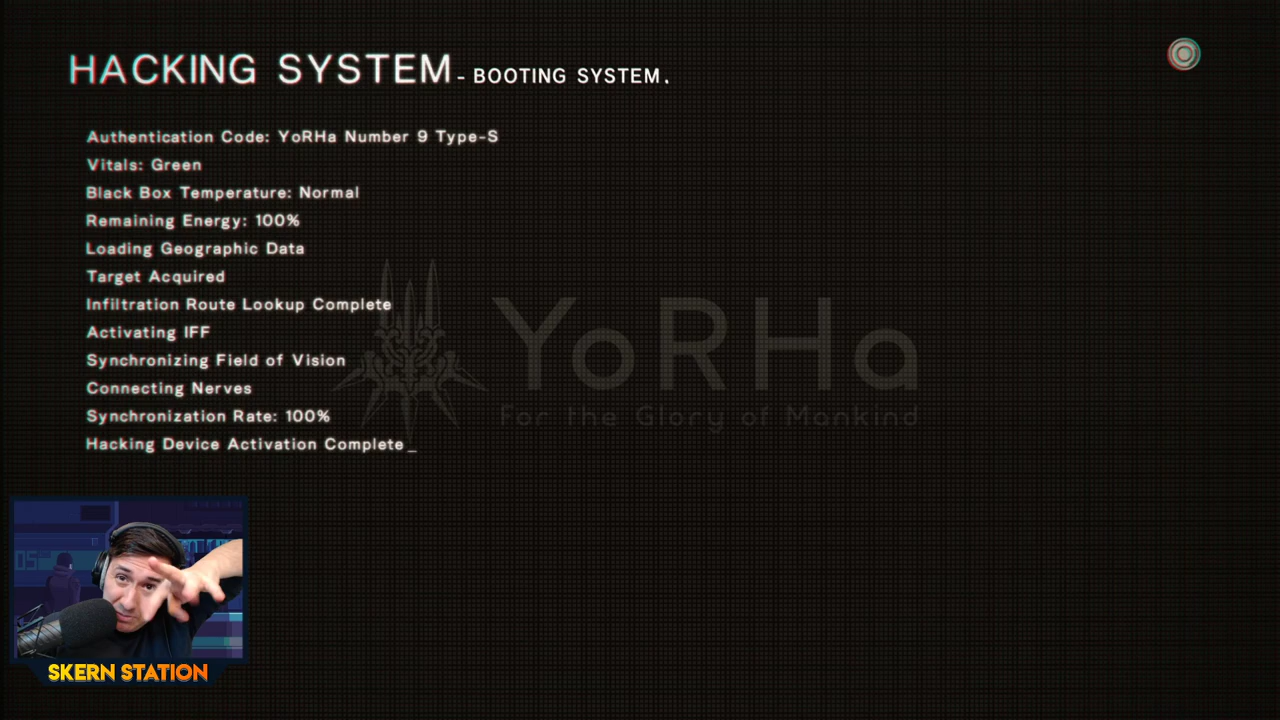 HACKING SYSTEM - BOOTING SYSTEM.
Authentication Code: YoRHa Number 9 Type-S
Vitals: Green
Black Box Temperature: Normal
Remaining Energy: 100%
Loading Geographic Data
Target Acquired
Infiltration Route Lookup Complete
Activating IFF
Synchronizing Field of Vision
Connecting Nerves
Synchronization Rate: 100%
Hacking Device Activation Complete _
YoRHa
For the Glory of Mankind
05
SKERN STATION